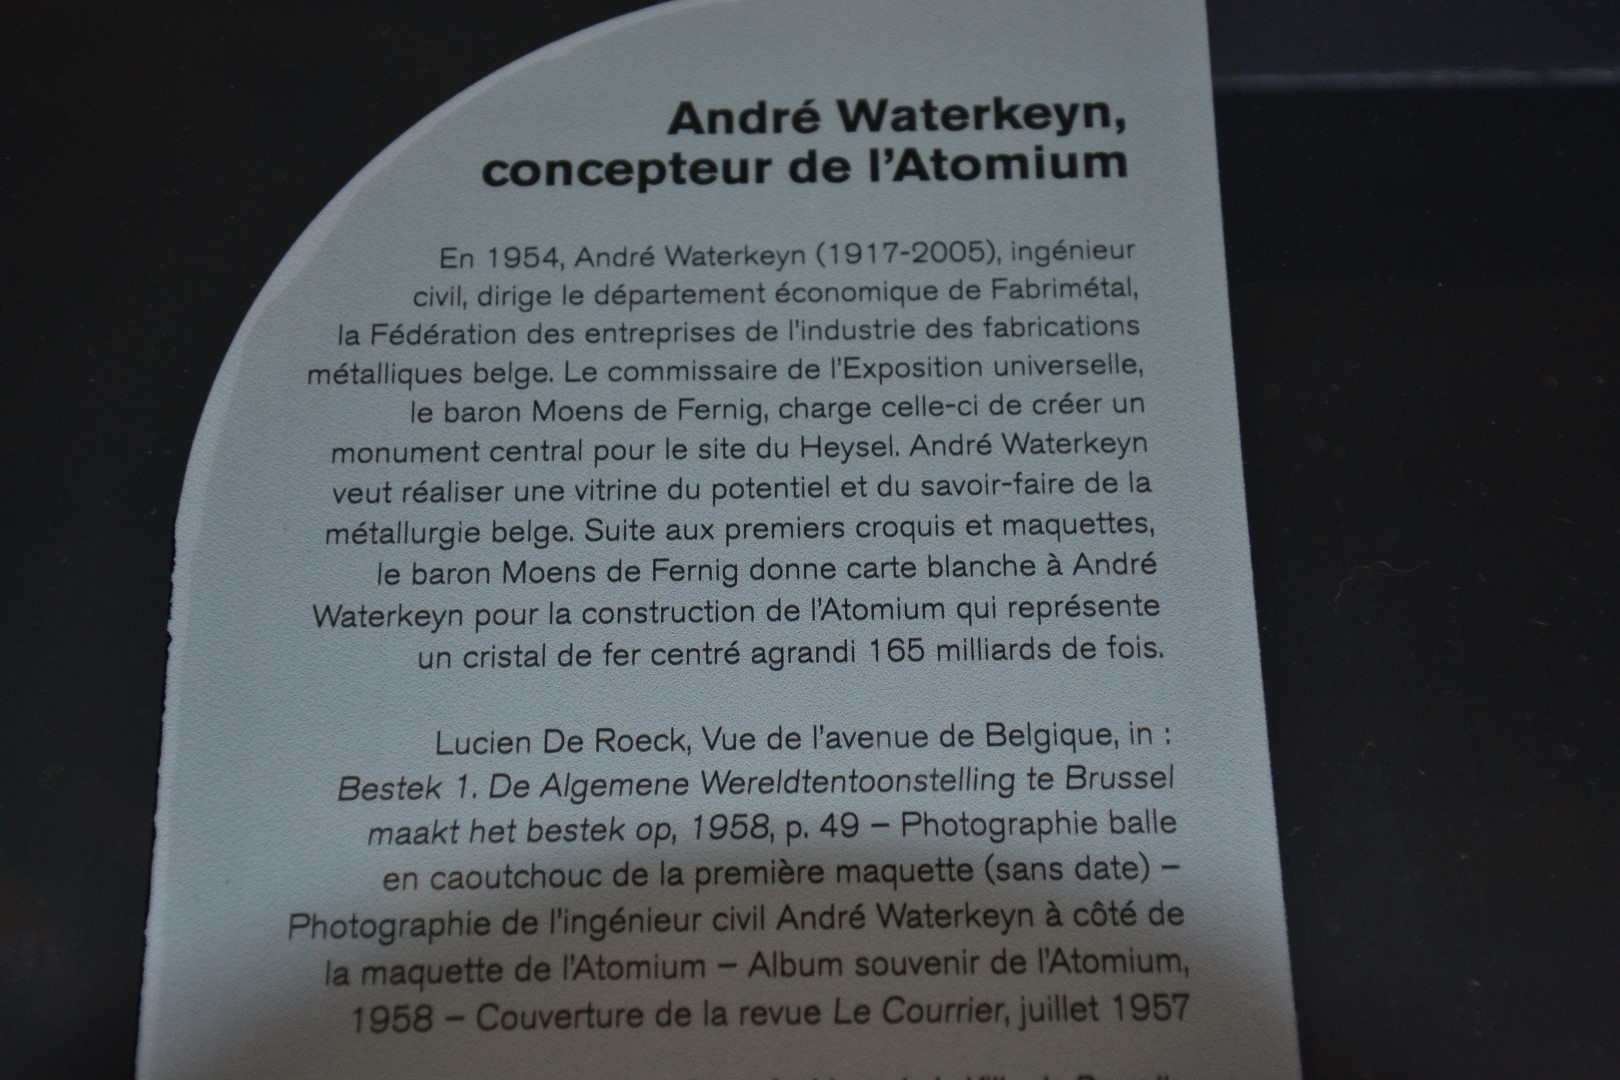 André Waterkeyn,
concepteur de l'Atomium
En 1954, André Waterkeyn (1917-2005), ingénieur
civil, dirige le département économique de Fabrimétal,
la Fédération des entreprises de l'industrie des fabrications
métalliques belge. Le commissaire de l'Exposition universelle,
le baron Moens de Fernig, charge celle-ci de créer un
monument central pour le site du Heysel. André Waterkeyn
veut réaliser une vitrine du potentiel et du savoir-faire de la
métallurgie belge. Suite aux premiers croquis et maquettes,
le baron Moens de Fernig donne carte blanche à André
Waterkeyn pour la construction de l'Atomium qui représente
un cristal de fer centré agrandi 165 milliards de fois.
Lucien De Roeck, Vue de l'avenue de Belgique, in :
Bestek 1. De Algemene Wereldtentoonstelling te Brussel
maakt het bestek op, 1958, p. 49 – Photographie balle
en caoutchouc de la première maquette (sans date) –
Photographie de l'ingénieur civil André Waterkeyn à côté de
la maquette de l'Atomium – Album souvenir de l'Atomium,
1958 – Couverture de la revue Le Courrier, juillet 1957